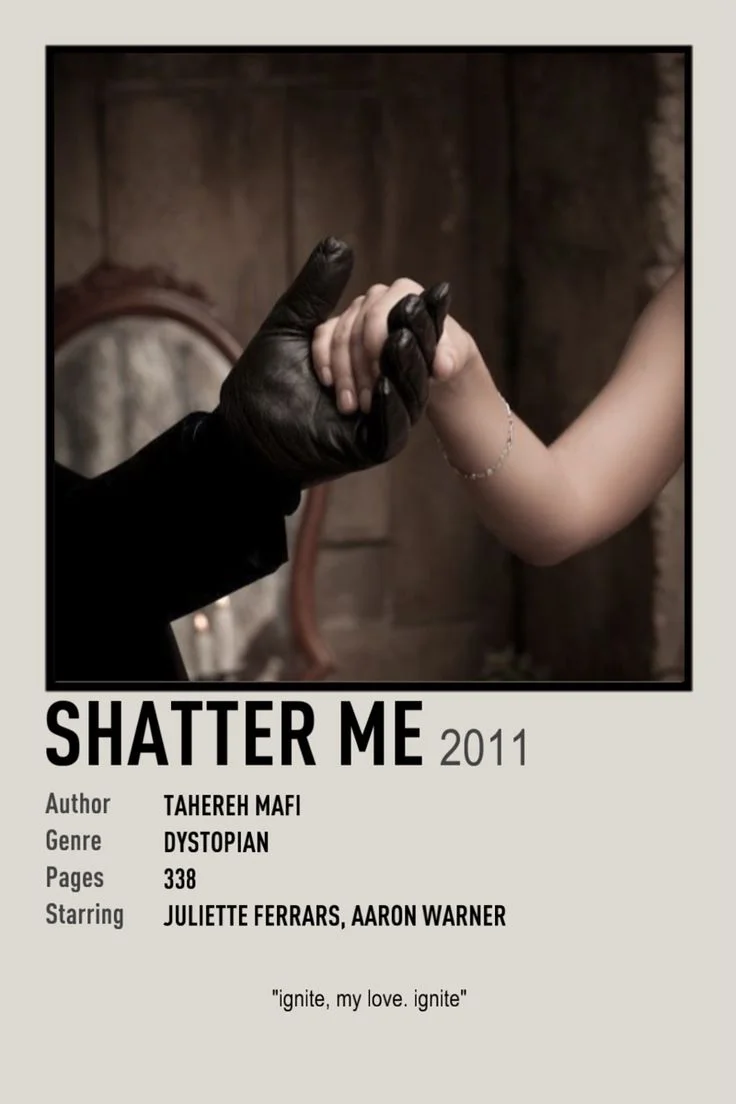 SHATTER ME 2011
Author TAHEREH MAFI
Genre DYSTOPIAN
Pages 338
Starring JULIETTE FERRARS, AARON WARNER
"ignite, my love. ignite"